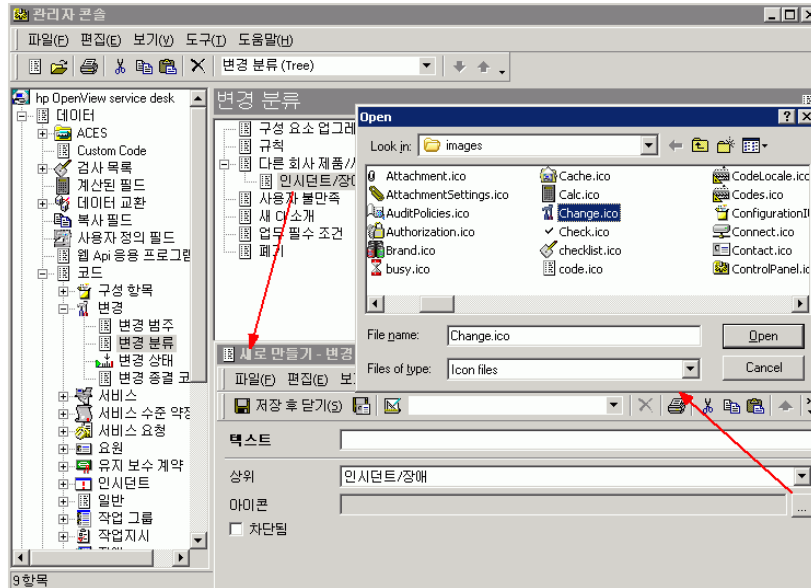 관리자 콘솔
파일(F) 편집(E) 보기(V) 도구(T) 도움말(H)
변경 분류 (Tree)
hp OpenView service desk
데이터
ACES
Custom Code
검사 목록
계산된 필드
데이터 교환
복사 필드
사용자 정의 필드
웹 Api 응용 프로그램
코드
구성 항목
변경
변경 범주
변경 분류
변경 상태
변경 종결 코
서비스
서비스 수준 약정
서비스 요청
요원
유지 보수 계약
인시던트
일반
작업 그룹
작업지시
9항목
변경 분류
구성 요소 업그레
규칙
다른 회사 제품/서
인시던트/장애
사용자 불만족
새 CI 소개
업무 필수 조건
폐기
Open
Look in: images
Attachment.ico
AttachmentSettings.ico
AuditPolicies.ico
Authorization.ico
Brand.ico
busy.ico
Cache.ico
Calc.ico
Change.ico
Check.ico
checklist.ico
code.ico
CodeLocale.icc
Codes.ico
ConfigurationI
Connect.ico
Contact.ico
ControlPanel.ic
File name: Change.ico Open
Files of type: Icon files Cancel
새로 만들기 - 변경
파일(F) 편집(E) 보
저장 후 닫기(S)
텍스트
상위 인시던트/장애
아이콘 ...
차단됨